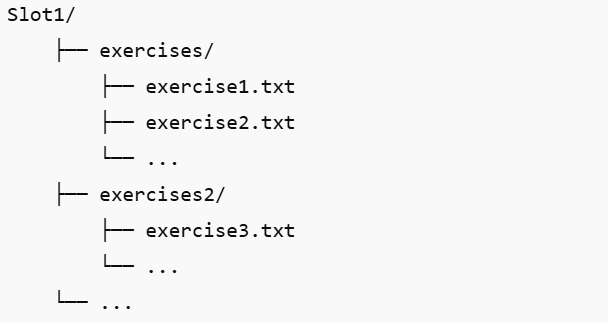 Slot1/
    ├── exercises/
        ├── exercise1.txt
        ├── exercise2.txt
        └── ...
    ├── exercises2/
        ├── exercise3.txt
        └── ...
    └── ...